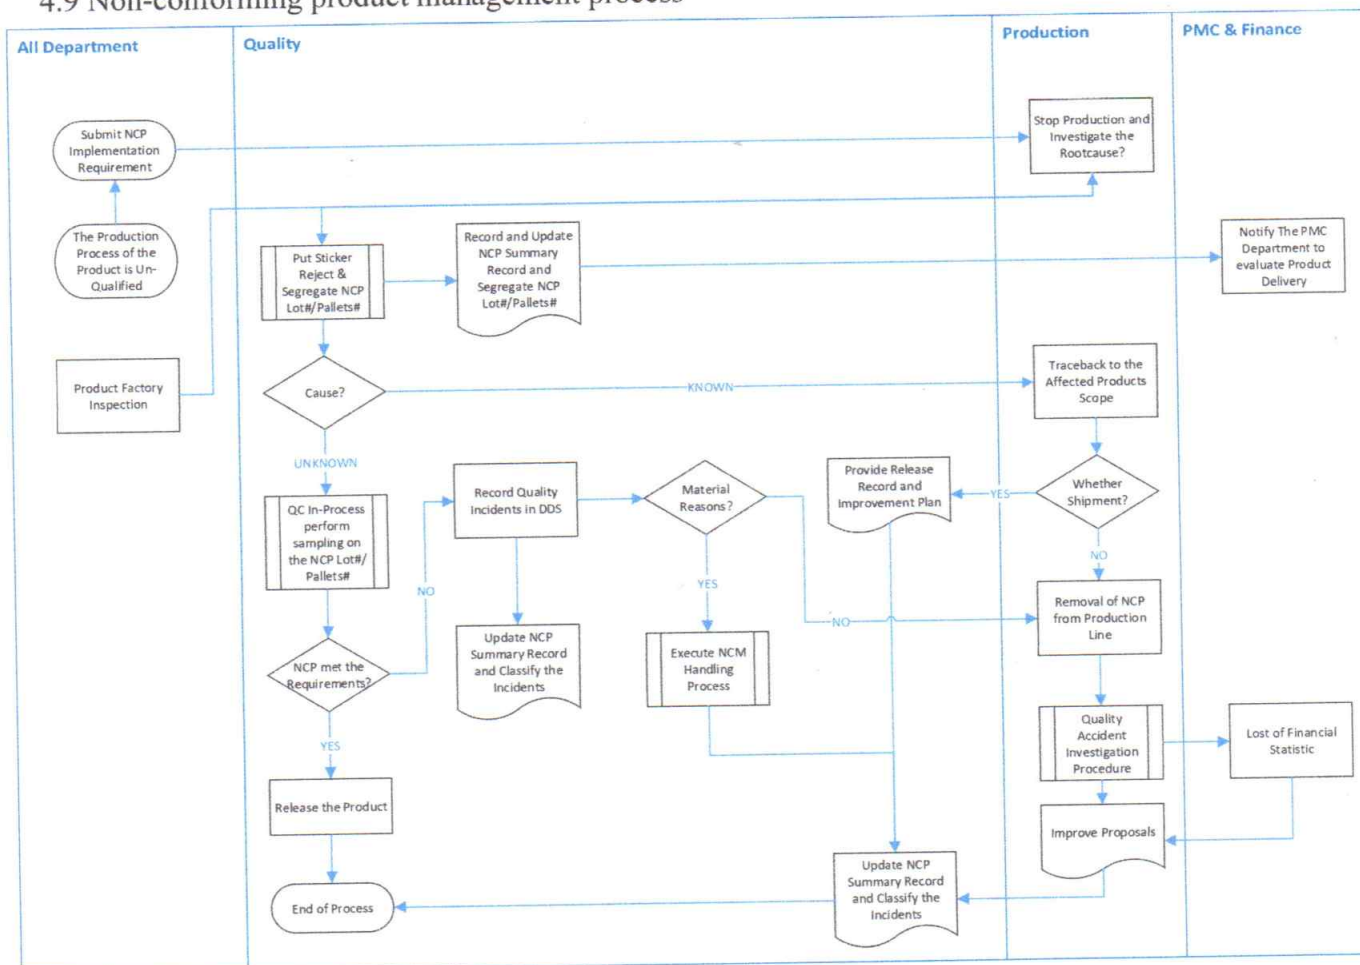 4.9 Non-conforming product management process
All Department
Quality
Production
PMC & Finance
Submit NCP
Implementation
Requirement
Stop Production and
Investigate the
Rootcause?
The Production
Process of the
Product is Un-
Qualified
Put Sticker
Reject &
Segregate NCP
Lot#/Pallets#
Record and Update
NCP Summary
Record and
Segregate NCP
Lot#/Pallets#
Notify The PMC
Department to
evaluate Product
Delivery
Product Factory
Inspection
Cause?
KNOWN
Traceback to the
Affected Products
Scope
UNKNOWN
QC In-Process
perform
sampling on
the NCP Lot#/
Pallets#
Record Quality
Incidents in DDS
Material
Reasons?
Provide Release
Record and
Improvement Plan
YES
Whether
Shipment?
NO
YES
NO
NO
Removal of NCP
from Production
Line
NCP met the
Requirements?
Update NCP
Summary Record
and Classify the
Incidents
Execute NCM
Handling
Process
YES
Quality
Accident
Investigation
Procedure
Lost of Financial
Statistic
Release the Product
Improve Proposals
End of Process
Update NCP
Summary Record
and Classify the
Incidents